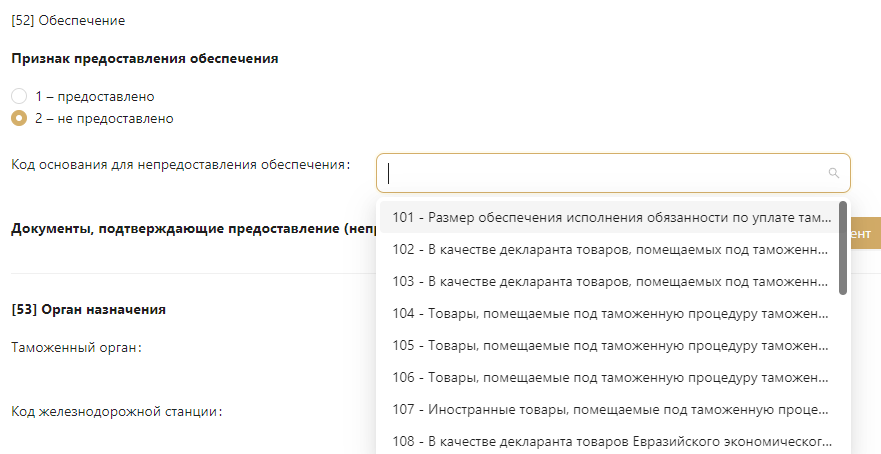 [52] Обеспечение
Признак предоставления обеспечения
1 – предоставлено
2 – не предоставлено
Код основания для непредоставления обеспечения:
101 - Размер обеспечения исполнения обязанности по уплате там...
Документы, подтверждающие предоставление (неп
ент
102 - В качестве декларанта товаров, помещаемых под таможенн...
103 - В качестве декларанта товаров, помещаемых под таможенн...
[53] Орган назначения
104 - Товары, помещаемые под таможенную процедуру таможен...
Таможенный орган:
105 - Товары, помещаемые под таможенную процедуру таможен...
106 - Товары, помещаемые под таможенную процедуру таможен...
Код железнодорожной станции:
107 - Иностранные товары, помещаемые под таможенную проце...
108 - В качестве декларанта товаров Евразийского экономическог...